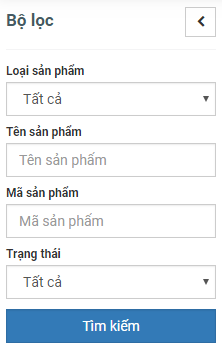 Bộ lọc
Loại sản phẩm
Tất cả
Tên sản phẩm
Tên sản phẩm
Mã sản phẩm
Mã sản phẩm
Trạng thái
Tất cả
Tìm kiếm